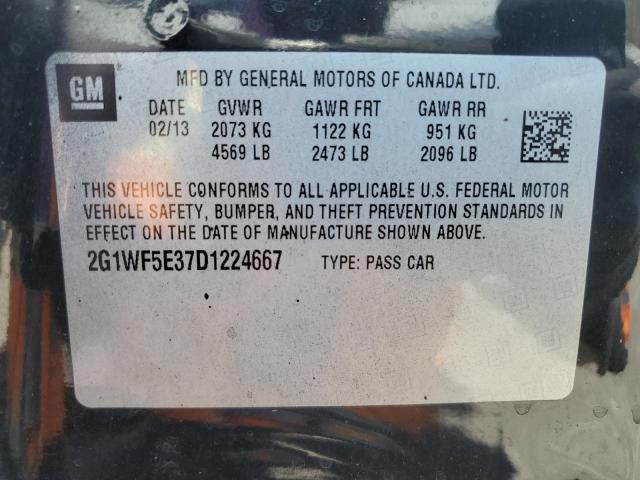 GM
MFD BY GENERAL MOTORS OF CANADA LTD.
DATE GVWR GAWR FRT GAWR RR
02/13 2073 KG 1122 KG 951 KG
4569 LB 2473 LB 2096 LB
THIS VEHICLE CONFORMS TO ALL APPLICABLE U.S. FEDERAL MOTOR
VEHICLE SAFETY, BUMPER, AND THEFT PREVENTION STANDARDS IN
EFFECT ON THE DATE OF MANUFACTURE SHOWN ABOVE.
2G1WF5E37D1224667 TYPE: PASS CAR